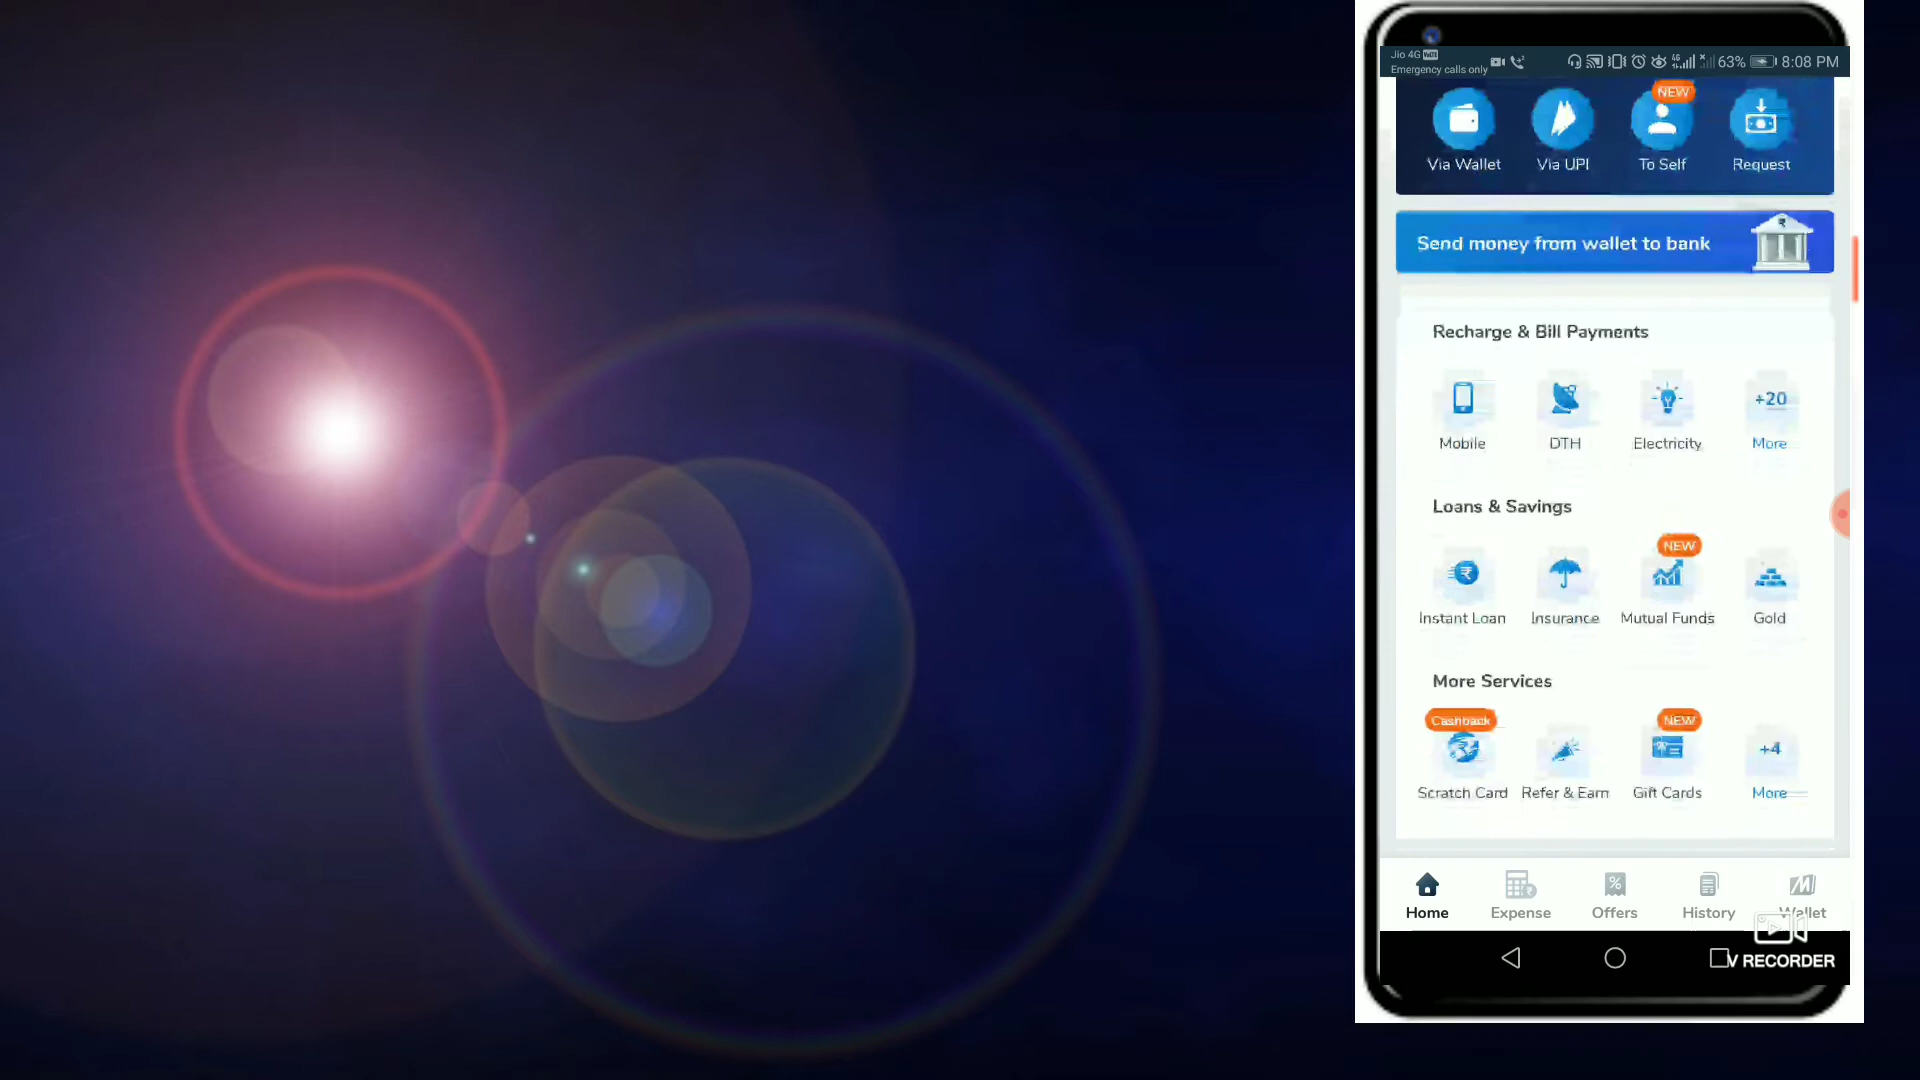 Jio 4G VoLTE
Emergency calls only
63% 8:08 PM
NEW
Via Wallet Via UPI To Self Request
Send money from wallet to bank
Recharge & Bill Payments
+20
Mobile DTH Electricity More
Loans & Savings
NEW
Instant Loan Insurance Mutual Funds Gold
More Services
Cashback NEW
+4
Scratch Card Refer & Earn Gift Cards More
Home Expense Offers History Wallet
V RECORDER